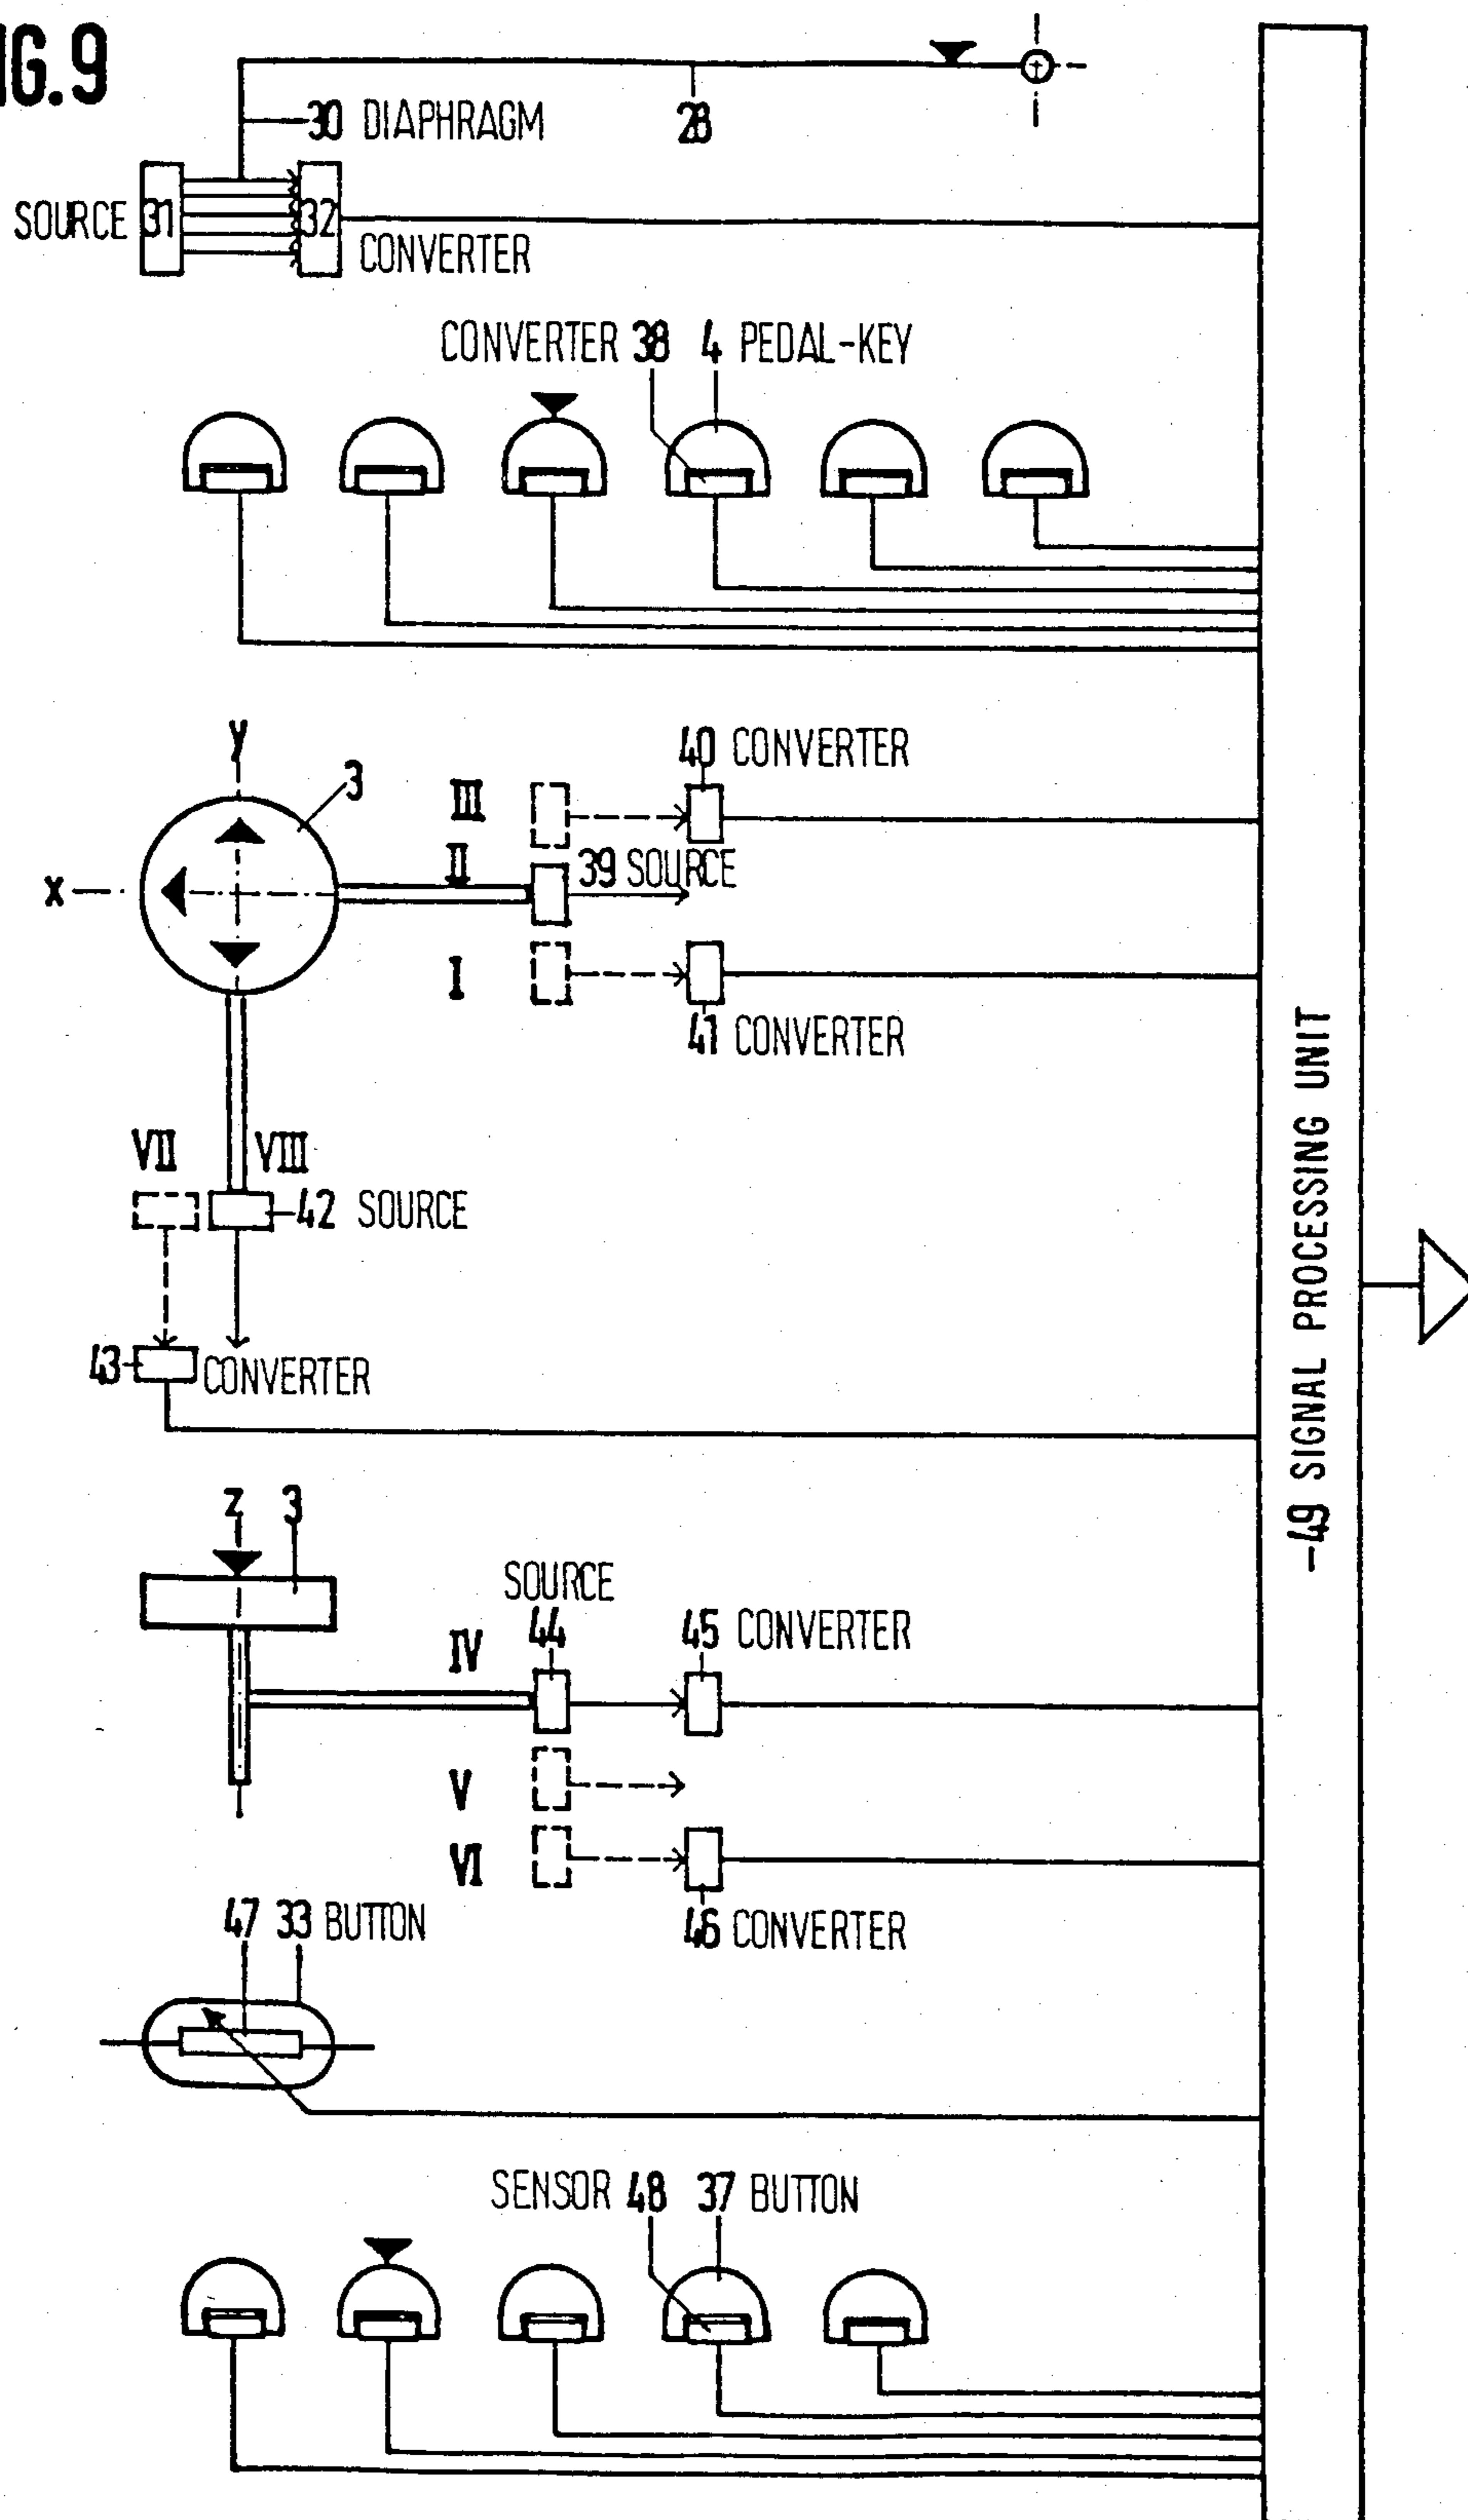 IG.9
30 DIAPHRAGM
28
i
SOURCE 31
32
CONVERTER
CONVERTER 38 4 PEDAL-KEY
y
3
40 CONVERTER
III
II
39 SOURCE
x
I
41 CONVERTER
VII
VIII
42 SOURCE
43
CONVERTER
-49 SIGNAL PROCESSING UNIT
z 3
SOURCE
44
45 CONVERTER
IV
V
VI
46 CONVERTER
47 33 BUTTON
SENSOR 48 37 BUTTON